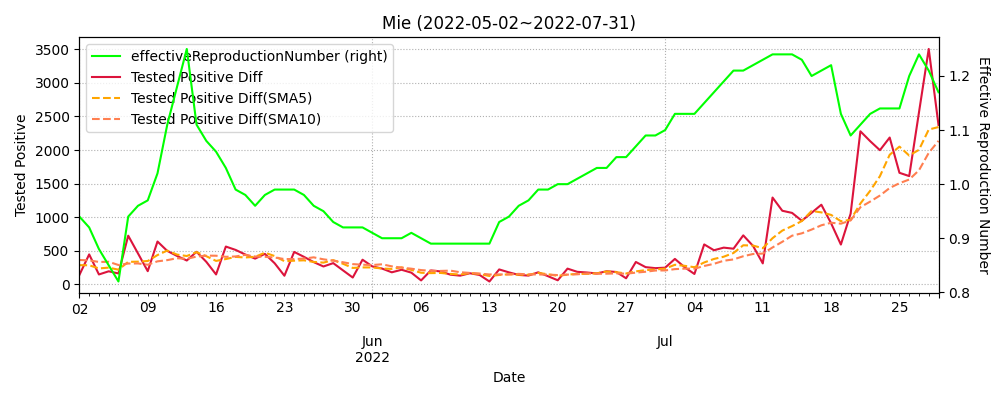 Mie (2022-05-02~2022-07-31)
effectiveReproductionNumber (right)
Tested Positive Diff
Tested Positive Diff(SMA5)
Tested Positive Diff(SMA10)
Tested Positive
3500
3000
2500
2000
1500
1000
500
0
Effective Reproduction Number
1.2
1.1
1.0
0.9
0.8
02 09 16 23 30 06 13 20 27 04 11 18 25
Jun Jul
2022
Date